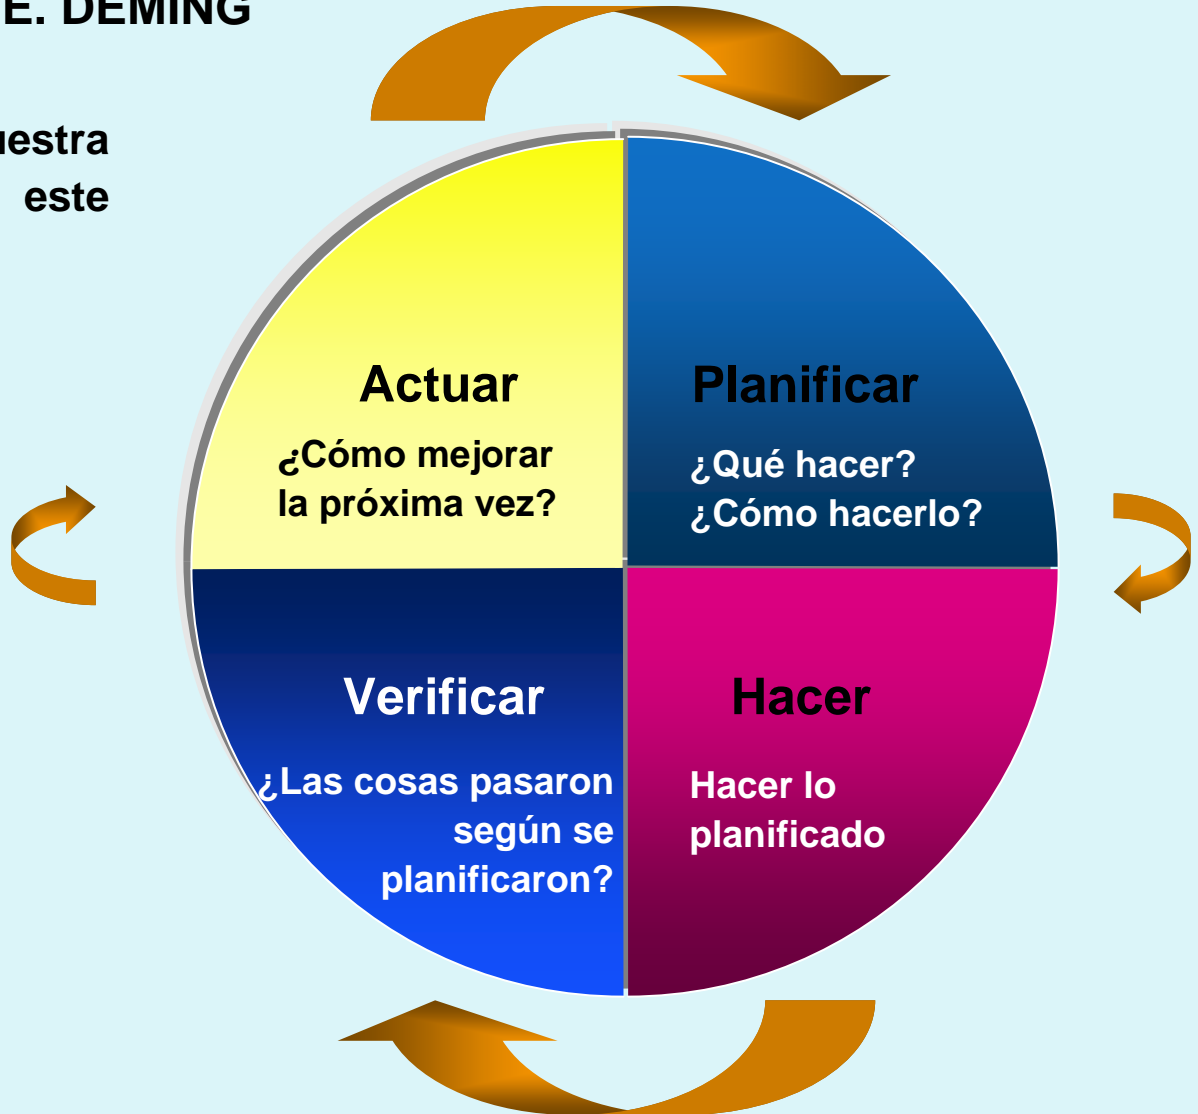 E. DEMING
uestra
este
Actuar
¿Cómo mejorar
la próxima vez?
Planificar
¿Qué hacer?
¿Cómo hacerlo?
Verificar
¿Las cosas pasaron
según se
planificaron?
Hacer
Hacer lo
planificado